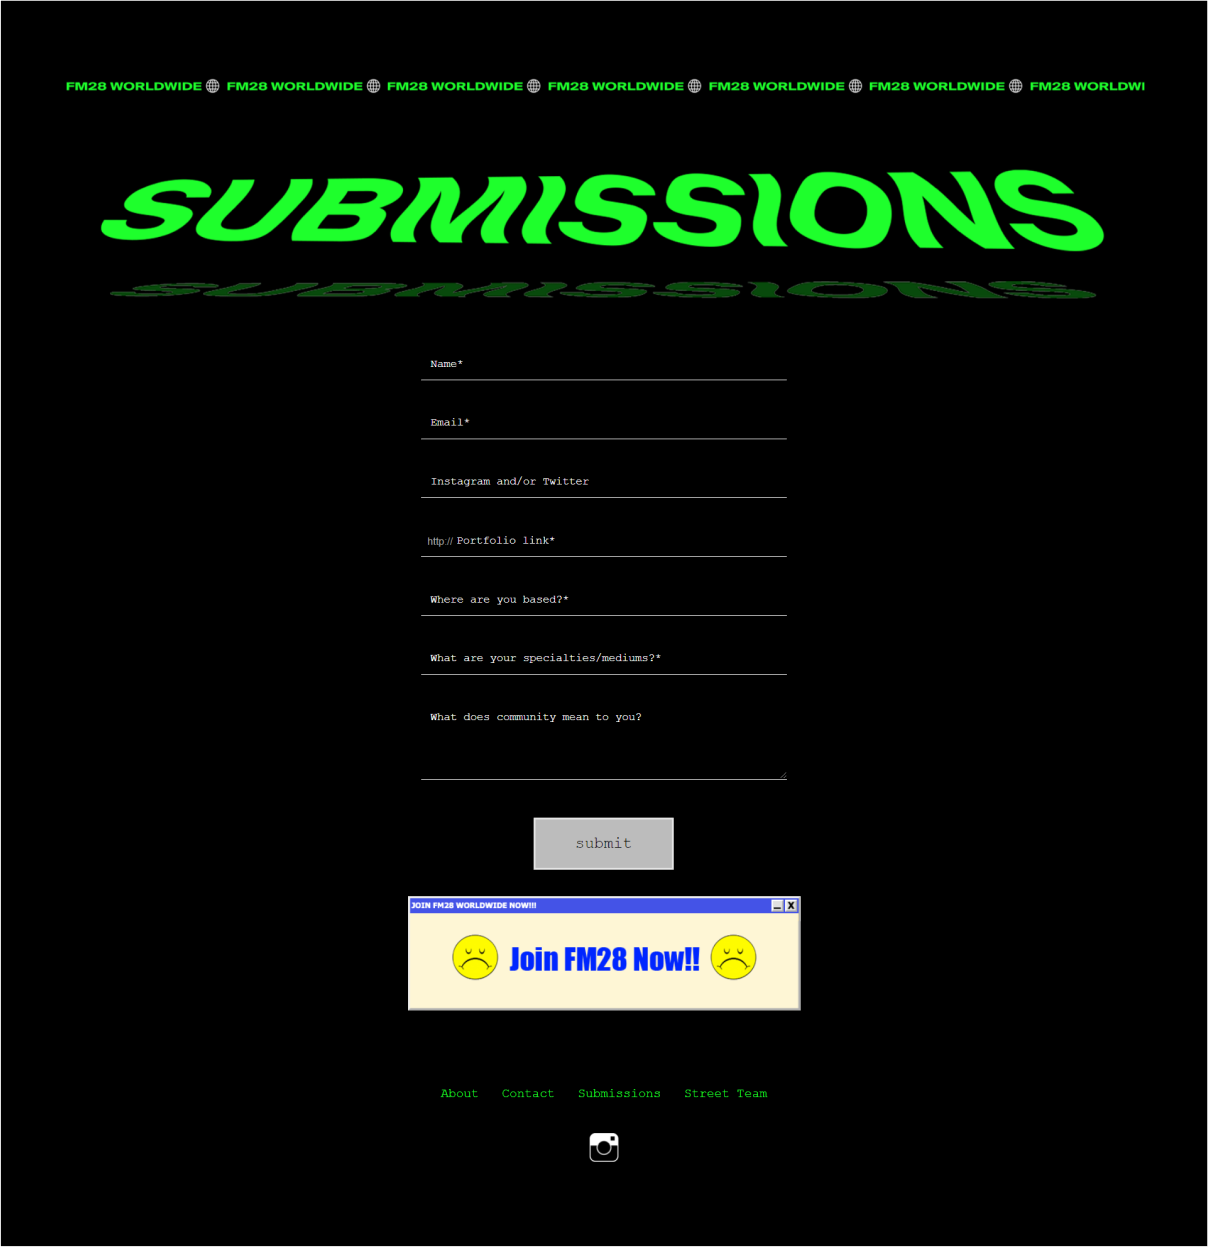 FM28 WORLDWIDE FM28 WORLDWIDE FM28 WORLDWIDE FM28 WORLDWIDE FM28 WORLDWIDE FM28 WORLDWIDE FM28 WORLDWI
SUBMISSIONS
SUBMISSIONS
Name*
Email*
Instagram and/or Twitter
http:// Portfolio link*
Where are you based?*
What are your specialties/mediums?*
What does community mean to you?
submit
JOIN FM28 WORLDWIDE NOW!!!
Join FM28 Now!!
About Contact Submissions Street Team